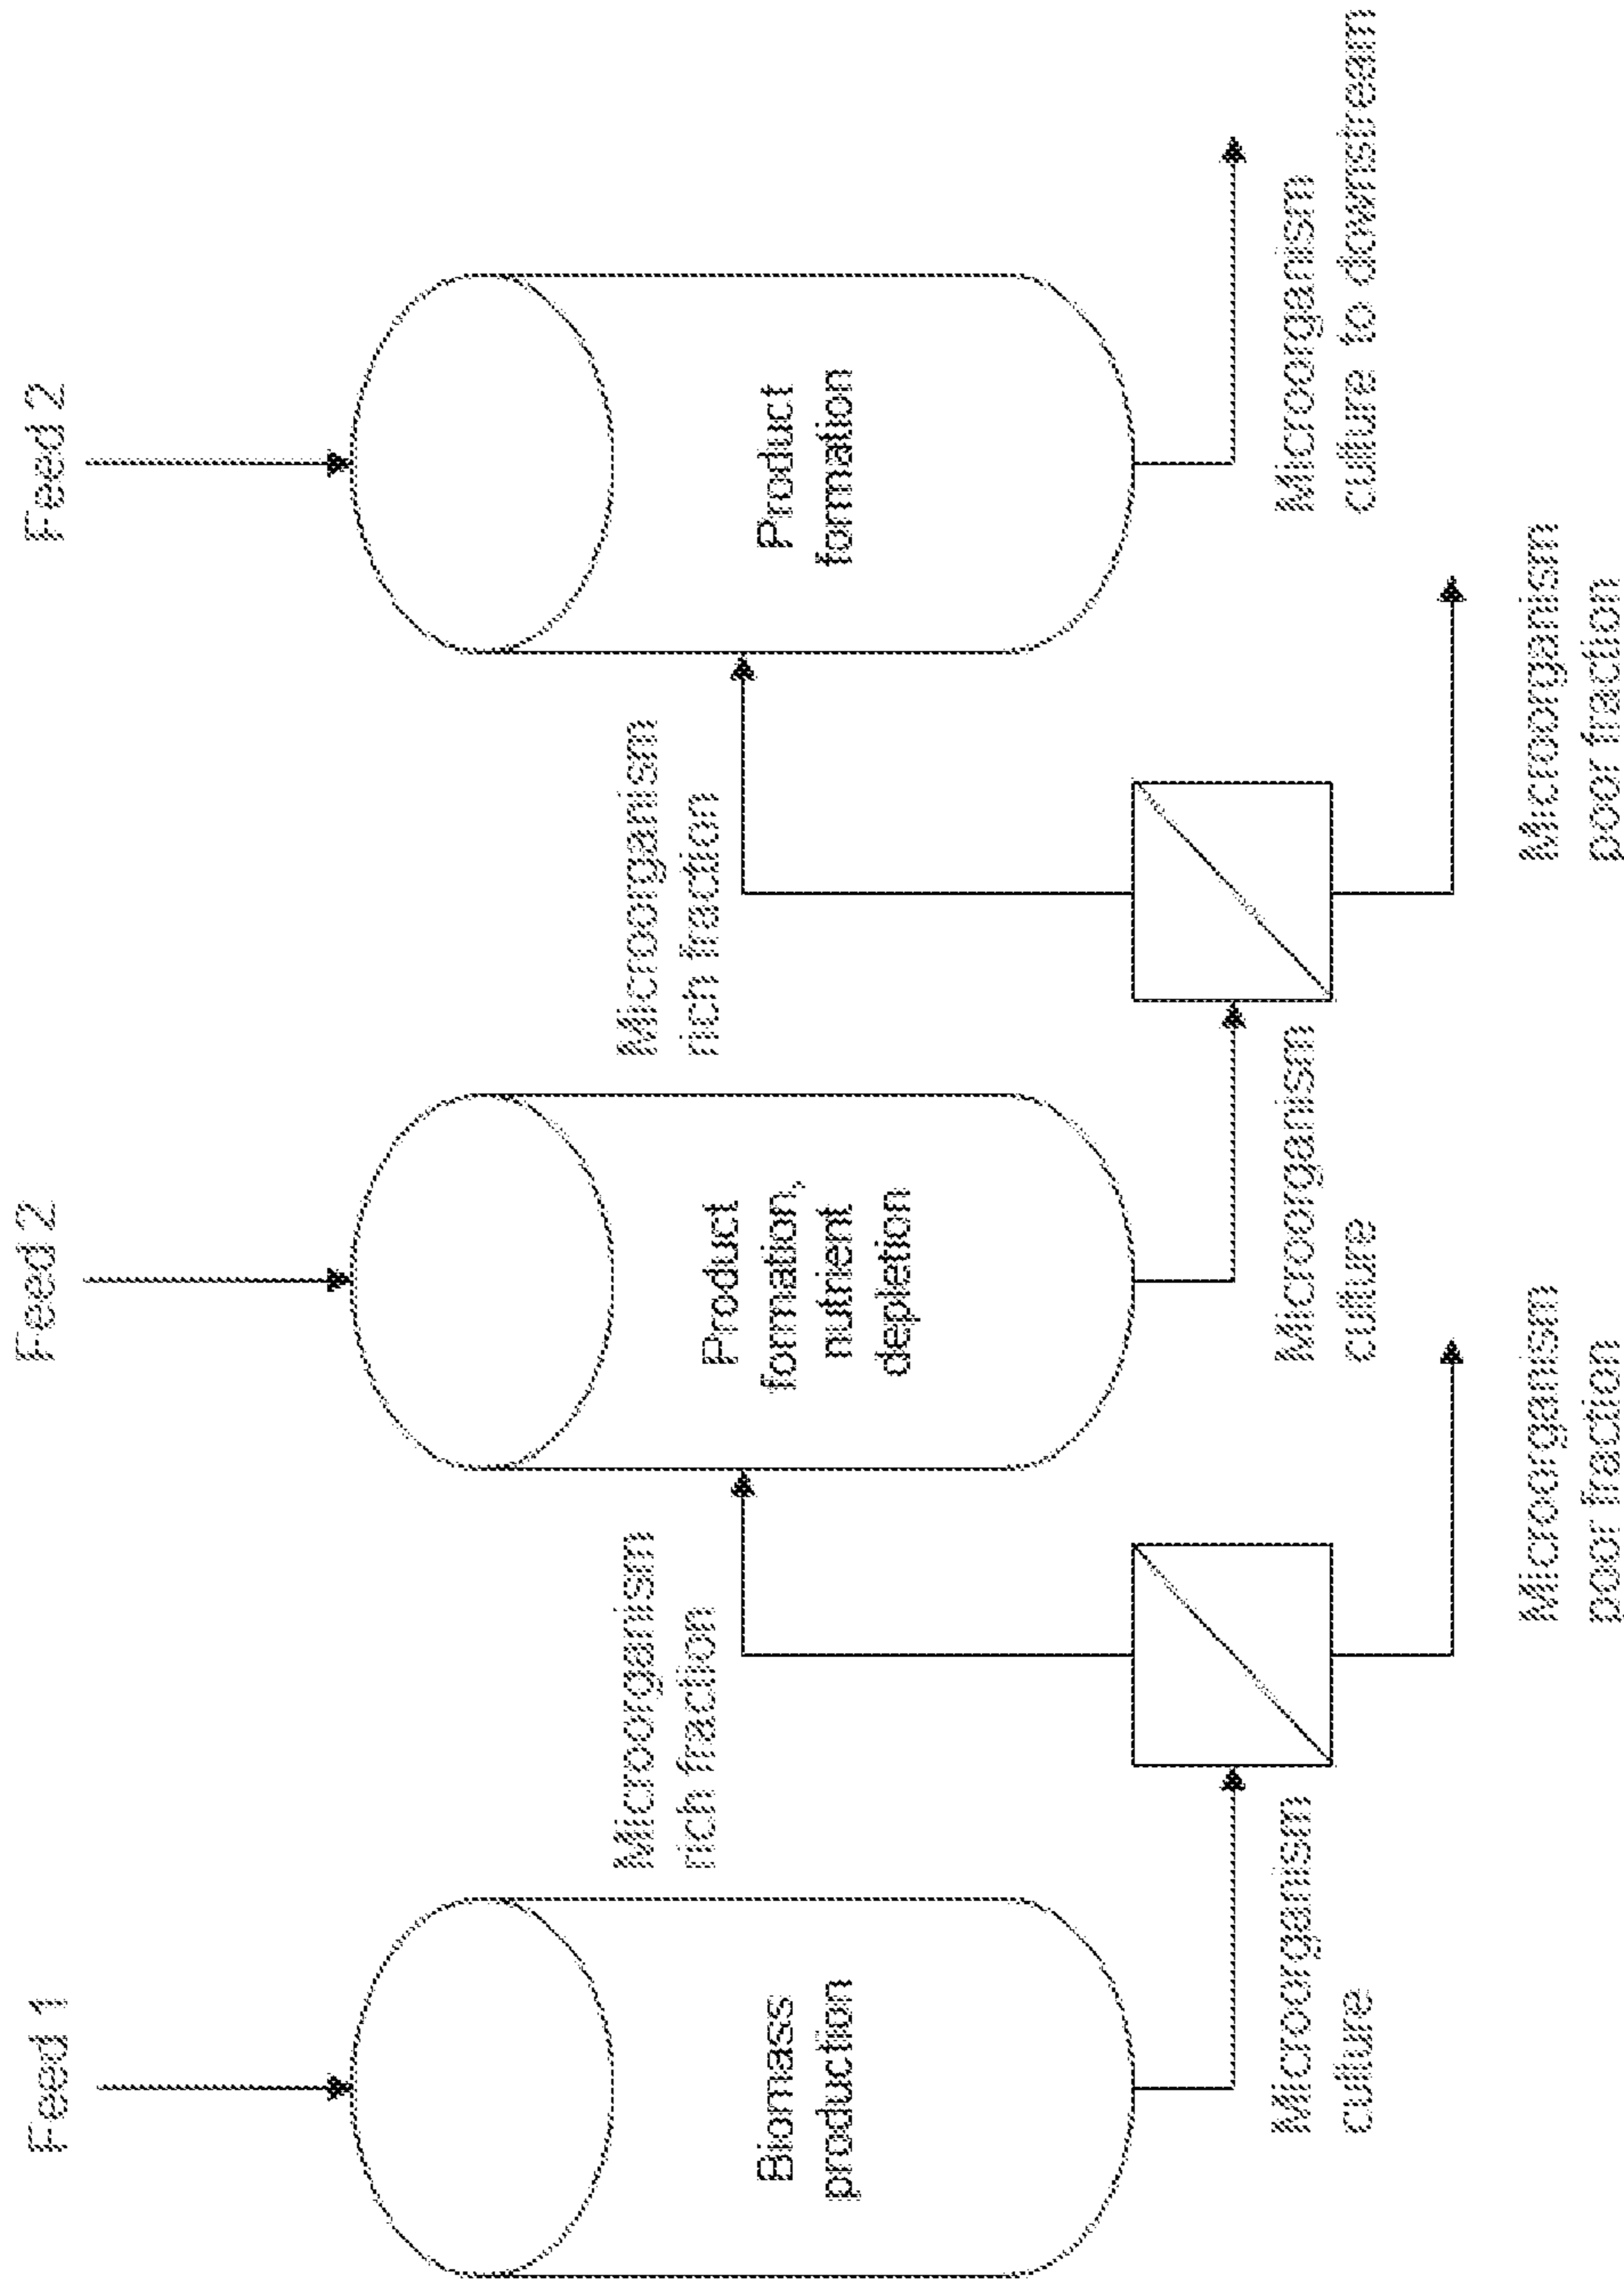 Feed 1
Feed 2
Feed 2
Biomass
production
Microorganism
rich fraction
Product
formation,
nutrient
depletion
Microorganism
rich fraction
Product
formation
Microorganism
culture
Microorganism
poor fraction
Microorganism
culture
Microorganism
poor fraction
Microorganism
culture to downstream